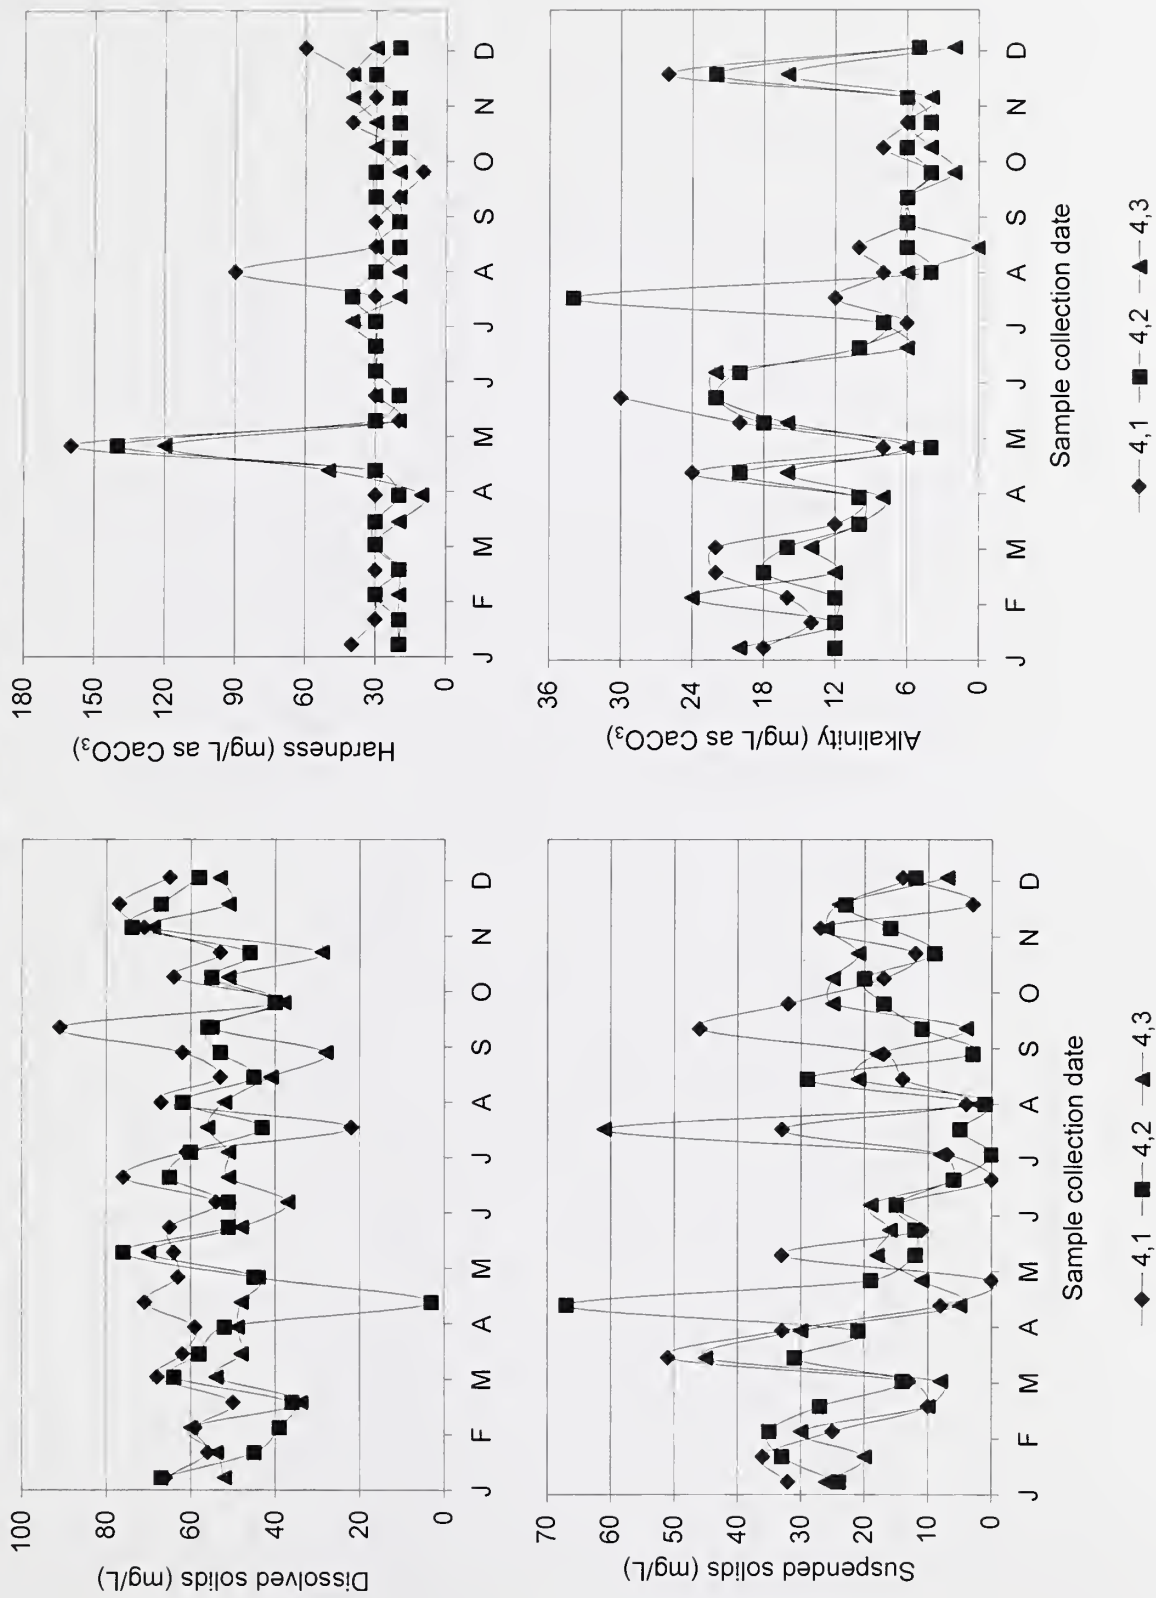 Dissolved solids (mg/L)
100
80
60
40
20
0
J F M A M J J A S O N D
Hardness (mg/L as CaCO₃)
180
150
120
90
60
30
0
J F M A M J J A S O N D
Suspended solids (mg/L)
70
60
50
40
30
20
10
0
J F M A M J J A S O N D
Sample collection date
4,1 4,2 4,3
Alkalinity (mg/L as CaCO₃)
36
30
24
18
12
6
0
J F M A M J J A S O N D
Sample collection date
4,1 4,2 4,3